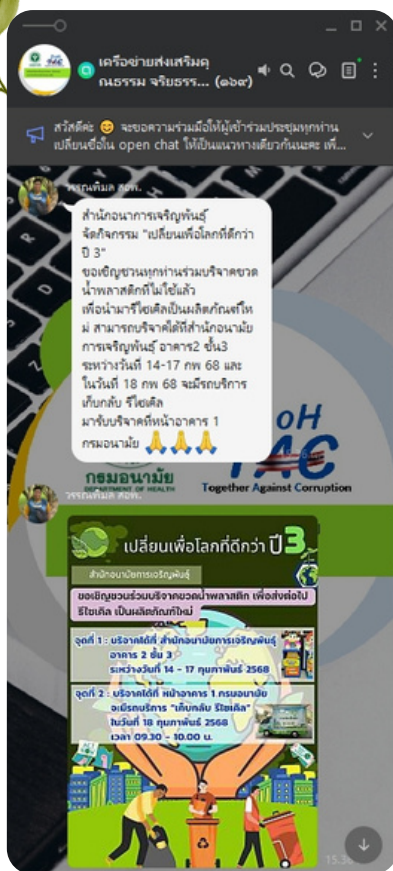 เครือข่ายส่งเสริมคุ
ณธรรม จริยธรร... (๑๖๙)
สวัสดีค่ะ 😊 จะขอความร่วมมือให้ผู้เข้าร่วมประชุมทุกท่าน
เปลี่ยนชื่อใน open chat ให้เป็นแนวทางเดียวกันนะคะ เพื่...
วรรณพิมล สอพ.
สำนักอนาการเจริญพันธุ์
จัดกิจกรรม "เปลี่ยนเพื่อโลกที่ดีกว่า
ปี 3"
ขอเชิญชวนทุกท่านร่วมบริจาคขวด
น้ำพลาสติกที่ไม่ใช้แล้ว
เพื่อนำมารีไซเคิลเป็นผลิตภัณฑ์ให
ม่ สามารถบริจาคได้ที่สำนักอนามัย
การเจริญพันธุ์ อาคาร2 ชั้น3
ระหว่างวันที่ 14-17 กพ 68 และ
ในวันที่ 18 กพ 68 จะมีรถบริการ
เก็บกลับ รีไซเคิล
มารับบริจาคที่หน้าอาคาร 1
กรมอนามัย 🙏🙏🙏
กรมอนามัย
DEPARTMENT OF HEALTH
oH
TAC
Together Against Corruption
วรรณพิมล สอพ.
เปลี่ยนเพื่อโลกที่ดีกว่า ปี 3
สำนักอนามัยการเจริญพันธุ์
ขอเชิญชวนร่วมบริจาคขวดน้ำพลาสติก เพื่อส่งต่อไป
รีไซเคิล เป็นผลิตภัณฑ์ใหม่
จุดที่ 1 : บริจาคได้ที่ สำนักอนามัยการเจริญพันธุ์
อาคาร 2 ชั้น 3
ระหว่างวันที่ 14 - 17 กุมภาพันธ์ 2568
จุดที่ 2 : บริจาคได้ที่ หน้าอาคาร 1 กรมอนามัย
จะมีรถบริการ "เก็บกลับ รีไซเคิล"
ในวันที่ 18 กุมภาพันธ์ 2568
เวลา 09.30 - 10.00 น.